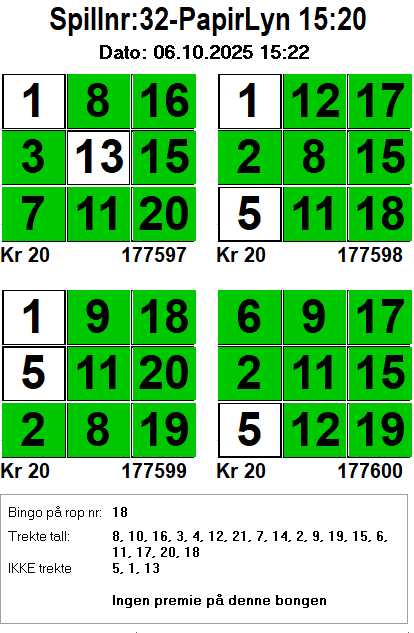 Spillnr:32-PapirLyn 15:20
Dato: 06.10.2025 15:22
1 8 16
3 13 15
7 11 20
Kr 20 177597
1 12 17
2 8 15
5 11 18
Kr 20 177598
1 9 18
5 11 20
2 8 19
Kr 20 177599
6 9 17
2 11 15
5 12 19
Kr 20 177600
Bingo på rop nr: 18
Trekte tall: 8, 10, 16, 3, 4, 12, 21, 7, 14, 2, 9, 19, 15, 6,
11, 17, 20, 18
IKKE trekte 5, 1, 13
Ingen premie på denne bongen